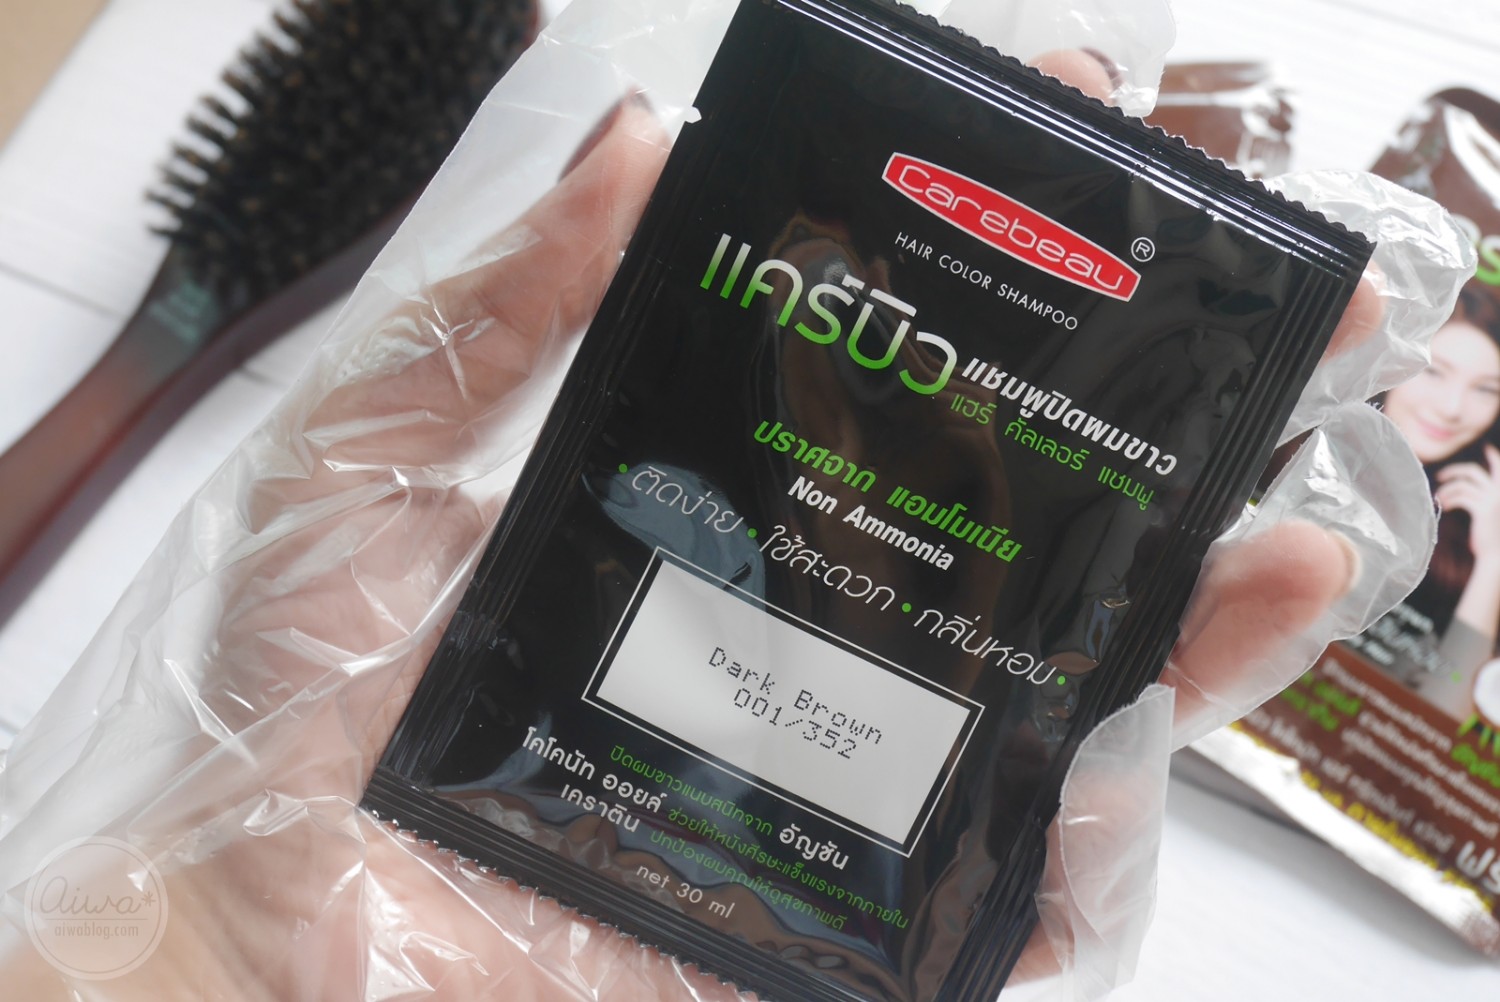 Carebeau®
HAIR COLOR SHAMPOO
แคร์บิว แชมพูปิดผมขาว
แฮร์ คัลเลอร์ แชมพู
ปราศจาก แอมโมเนีย
Non Ammonia
• ติดง่าย • ใช้สะดวก • กลิ่นหอม •
Dark Brown
001/352
ปิดผมขาวแนบสนิทจาก อัญชัน
โคโคนัท ออยล์ ช่วยให้หนังศีรษะแข็งแรงจากภายใน
เคราติน ปกป้องผมคุณให้ดูสุขภาพดี
net 30 ml
aiwa*
aiwablog.com